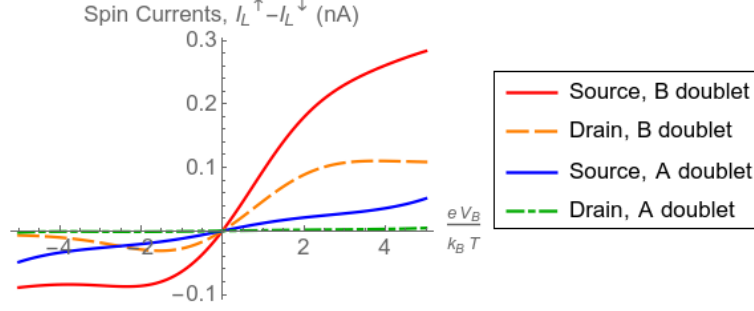 Spin Currents, I_L^↑−I_L^↓ (nA)
0.3
0.2
0.1
−0.1
−4
−2
2
4
e V_B
k_B T
Source, B doublet
Drain, B doublet
Source, A doublet
Drain, A doublet